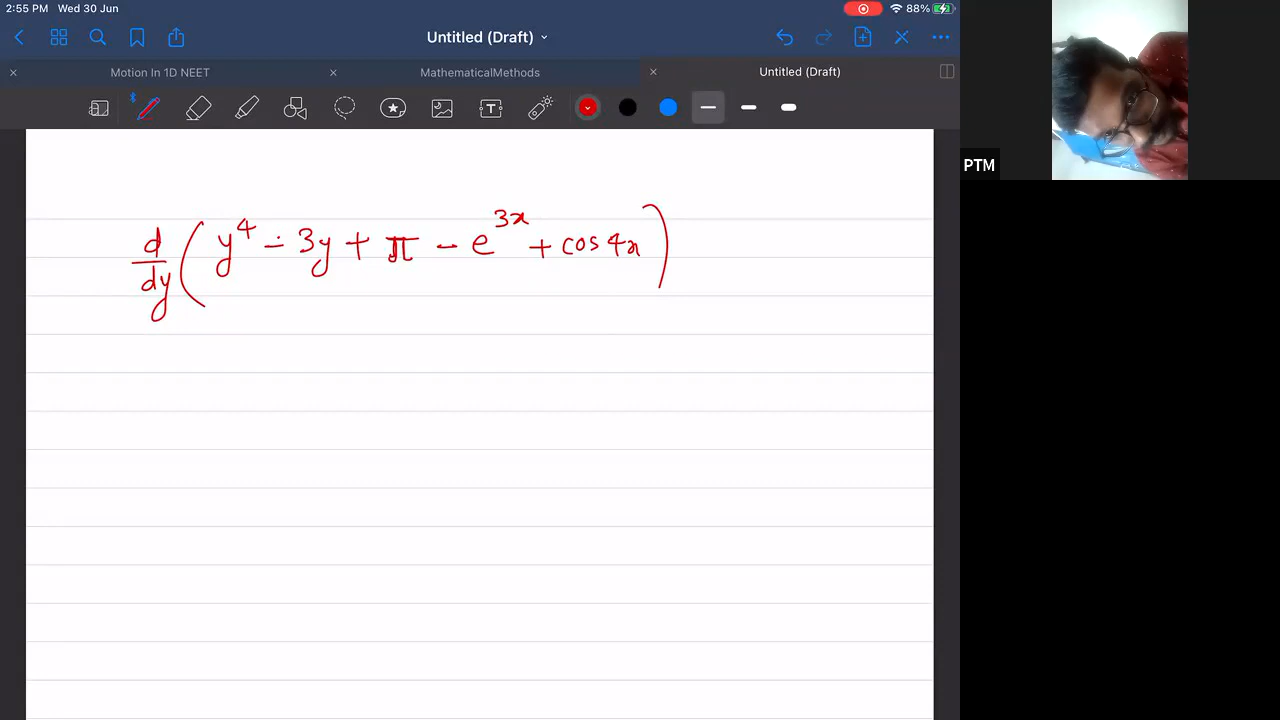 2:55 PM Wed 30 Jun 88%
Untitled (Draft)
Motion In 1D NEET MathematicalMethods Untitled (Draft)
d/dy ( y^4 - 3y + π - e^{3x} + cos 4x )
PTM